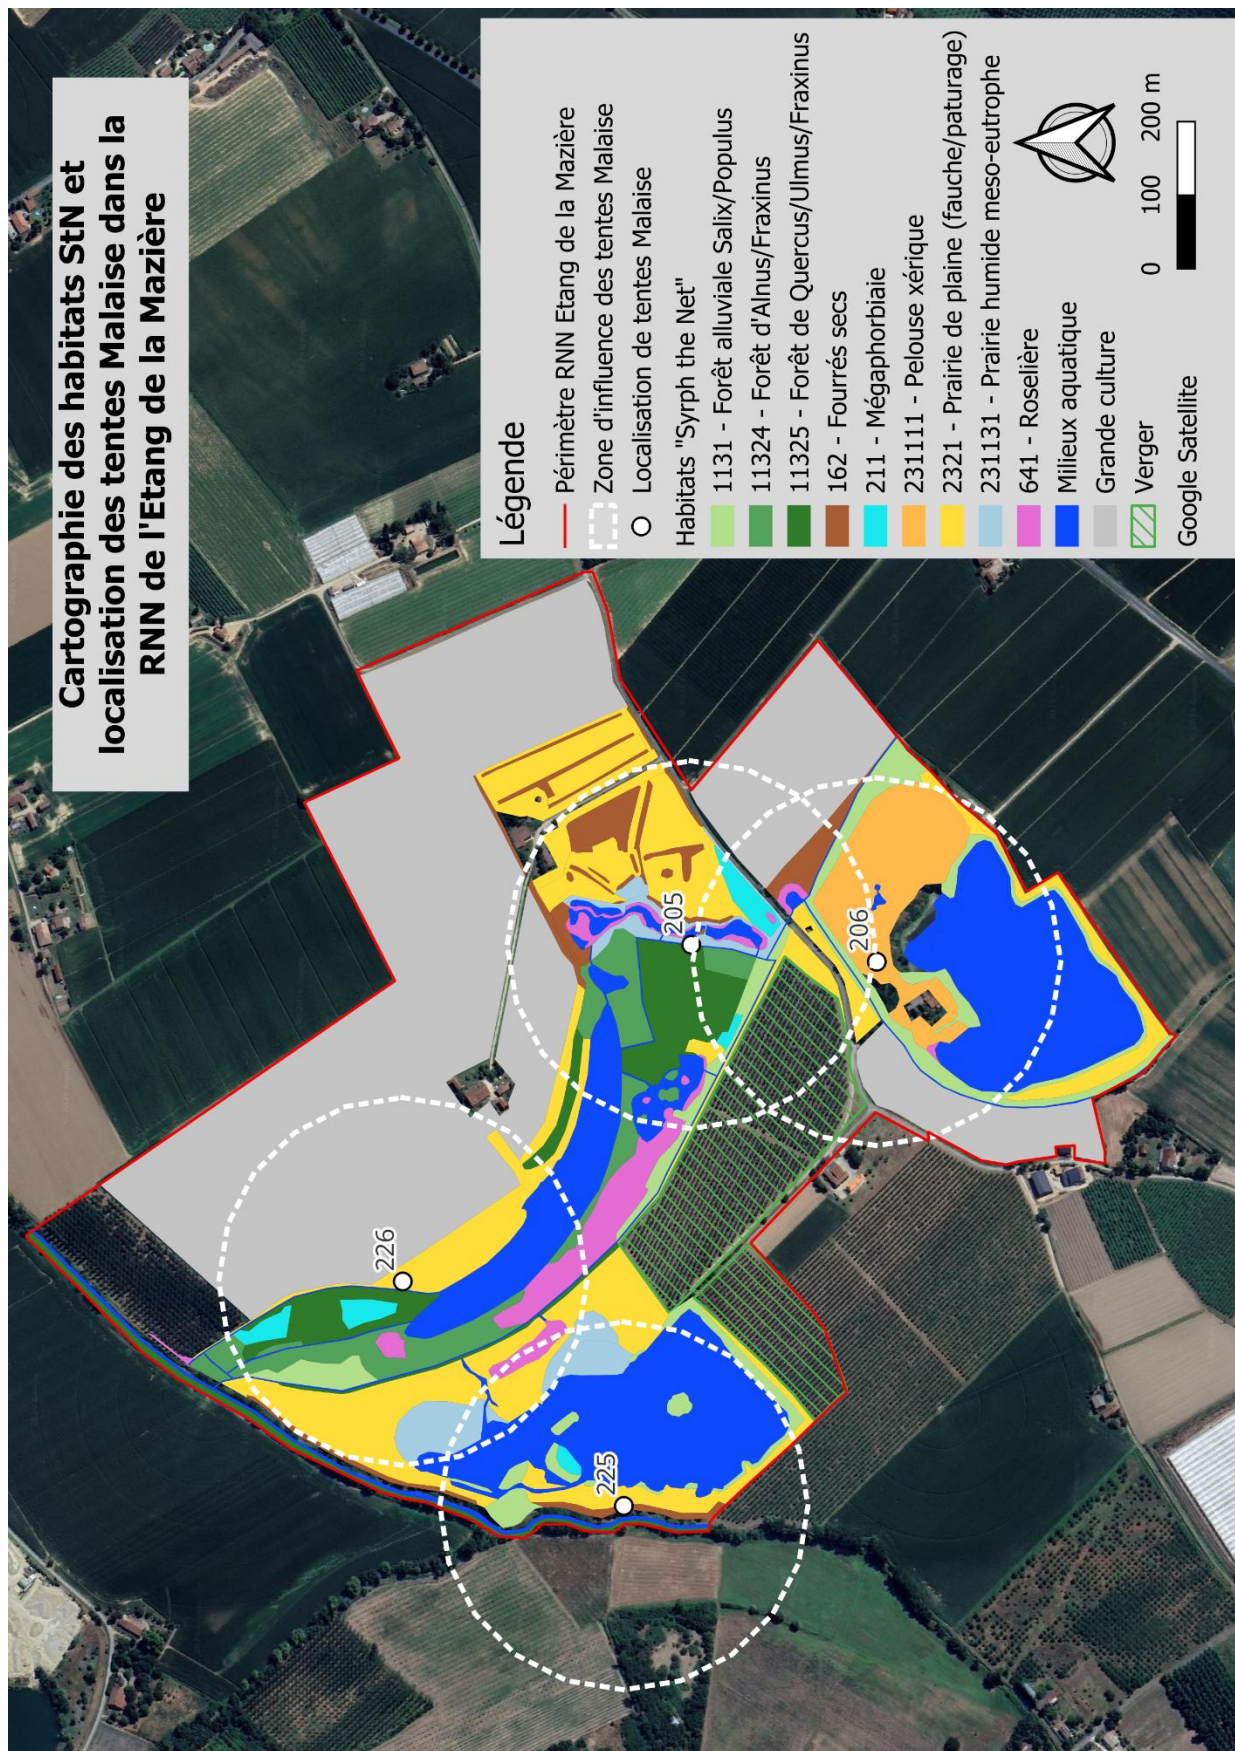 Cartographie des habitats StN et
localisation des tentes Malaise dans la
RNN de l'Etang de la Mazière
Légende
Périmètre RNN Etang de la Mazière
Zone d'influence des tentes Malaises
Localisation de tentes Malaise
Habitats "Syrph the Net"
1131 - Forêt alluviale Salix/Populus
11324 - Forêt d'Alnus/Fraxinus
11325 - Forêt de Quercus/Ulmus/Fraxinus
162 - Fourrés secs
211 - Mégaphorbiaie
231111 - Pelouse xérique
2321 - Prairie de plaine (fauche/paturage)
231131 - Prairie humide meso-eutrophe
641 - Roselière
Milieux aquatique
Grande culture
Verger
Google Satellite
0 100 200 m
226
225
205
206